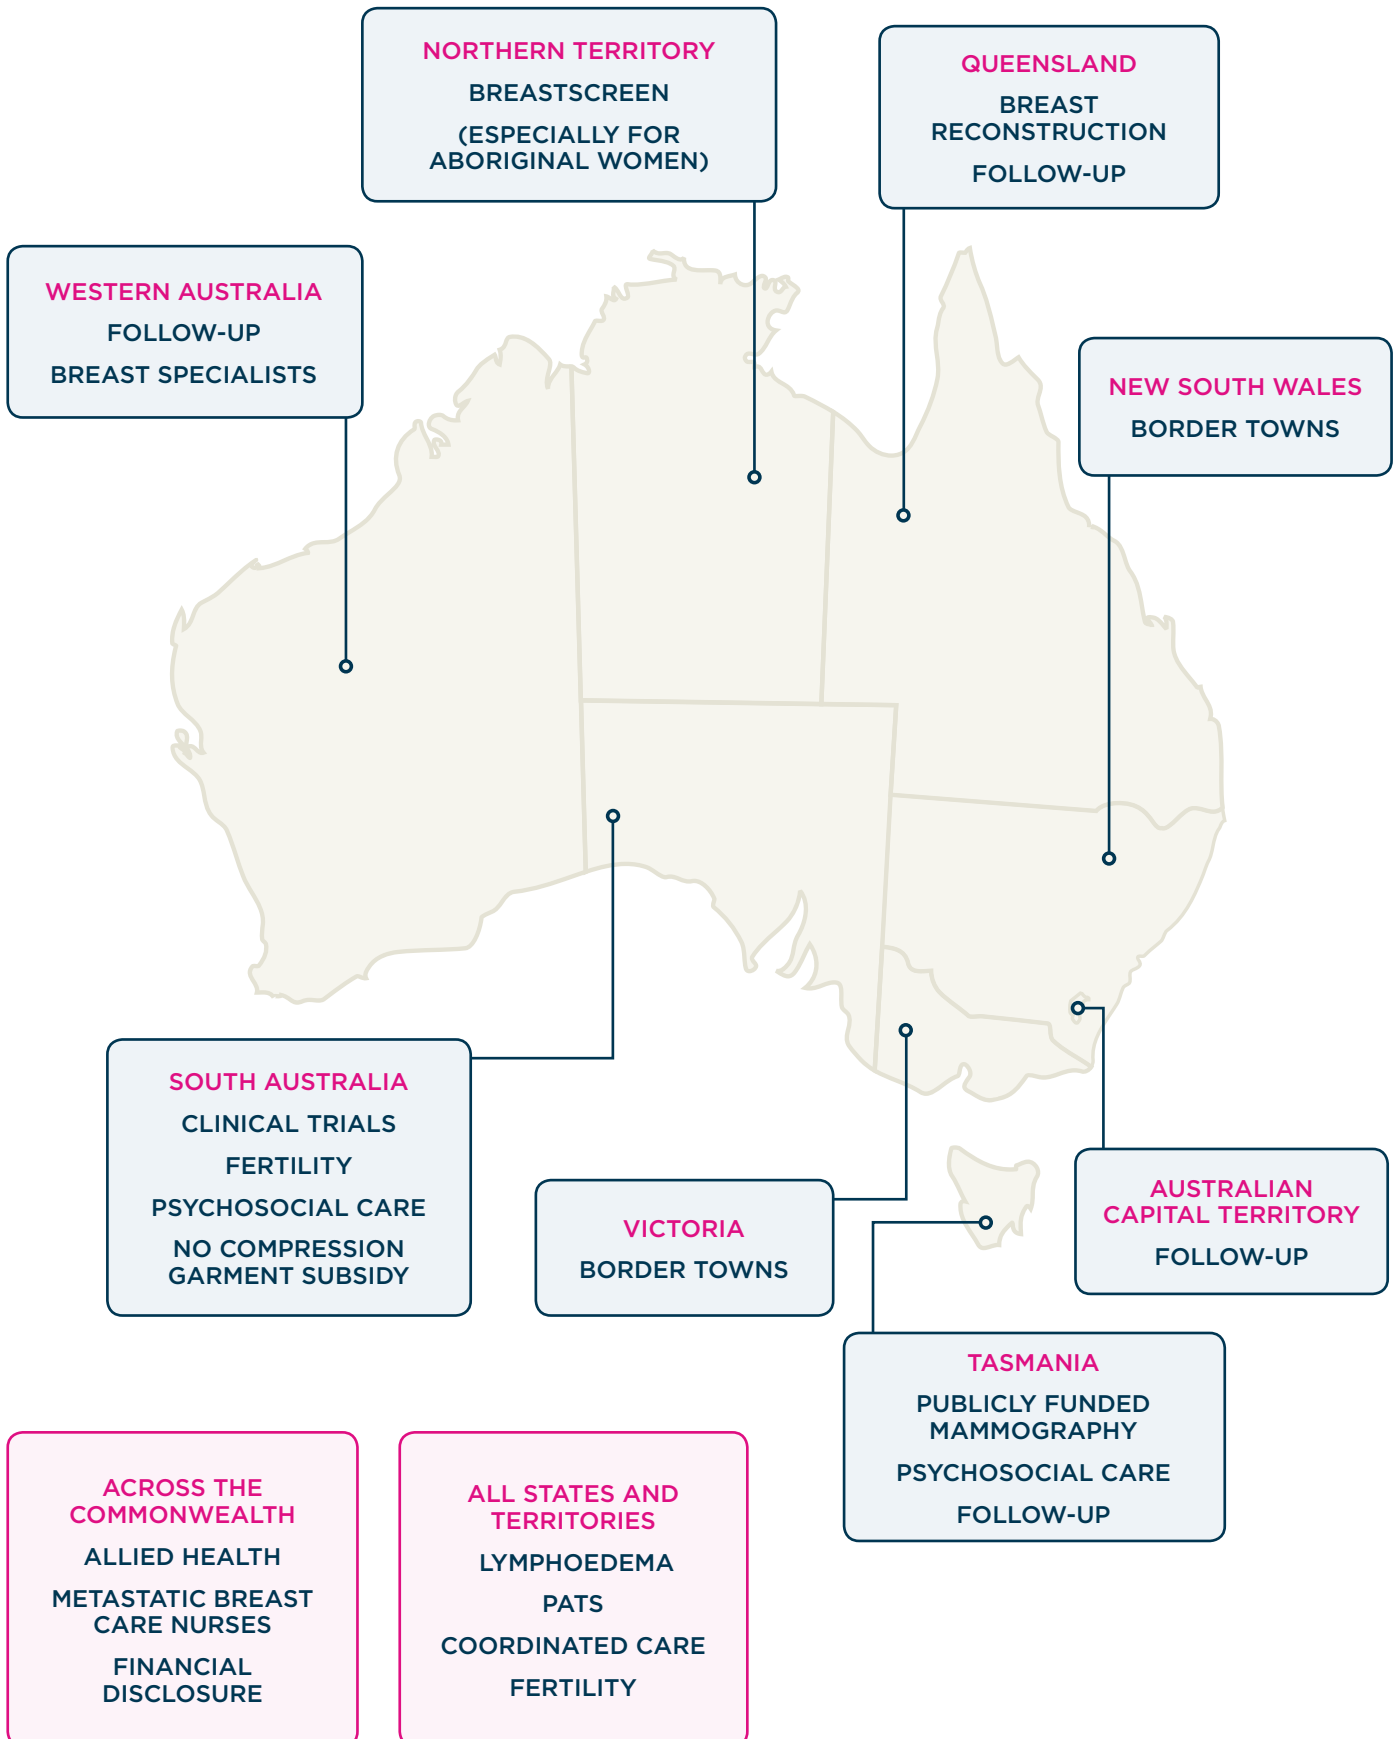 NORTHERN TERRITORY
BREASTSCREEN
(ESPECIALLY FOR
ABORIGINAL WOMEN)
QUEENSLAND
BREAST
RECONSTRUCTION
FOLLOW-UP
WESTERN AUSTRALIA
FOLLOW-UP
BREAST SPECIALISTS
NEW SOUTH WALES
BORDER TOWNS
SOUTH AUSTRALIA
CLINICAL TRIALS
FERTILITY
PSYCHOSOCIAL CARE
NO COMPRESSION
GARMENT SUBSIDY
VICTORIA
BORDER TOWNS
AUSTRALIAN
CAPITAL TERRITORY
FOLLOW-UP
TASMANIA
PUBLICLY FUNDED
MAMMOGRAPHY
PSYCHOSOCIAL CARE
FOLLOW-UP
ACROSS THE
COMMONWEALTH
ALLIED HEALTH
METASTATIC BREAST
CARE NURSES
FINANCIAL
DISCLOSURE
ALL STATES AND
TERRITORIES
LYMPHOEDEMA
PATS
COORDINATED CARE
FERTILITY